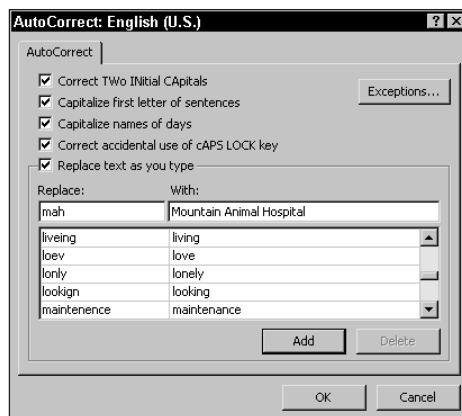 AutoCorrect: English (U.S.)
AutoCorrect
Correct TWo INitial CApitals
Exceptions...
Capitalize first letter of sentences
Capitalize names of days
Correct accidental use of cAPS LOCK key
Replace text as you type
Replace: With:
mah Mountain Animal Hospital
liveing living
loev love
lonly lonely
lookign looking
maintenence maintenance
Add Delete
OK Cancel